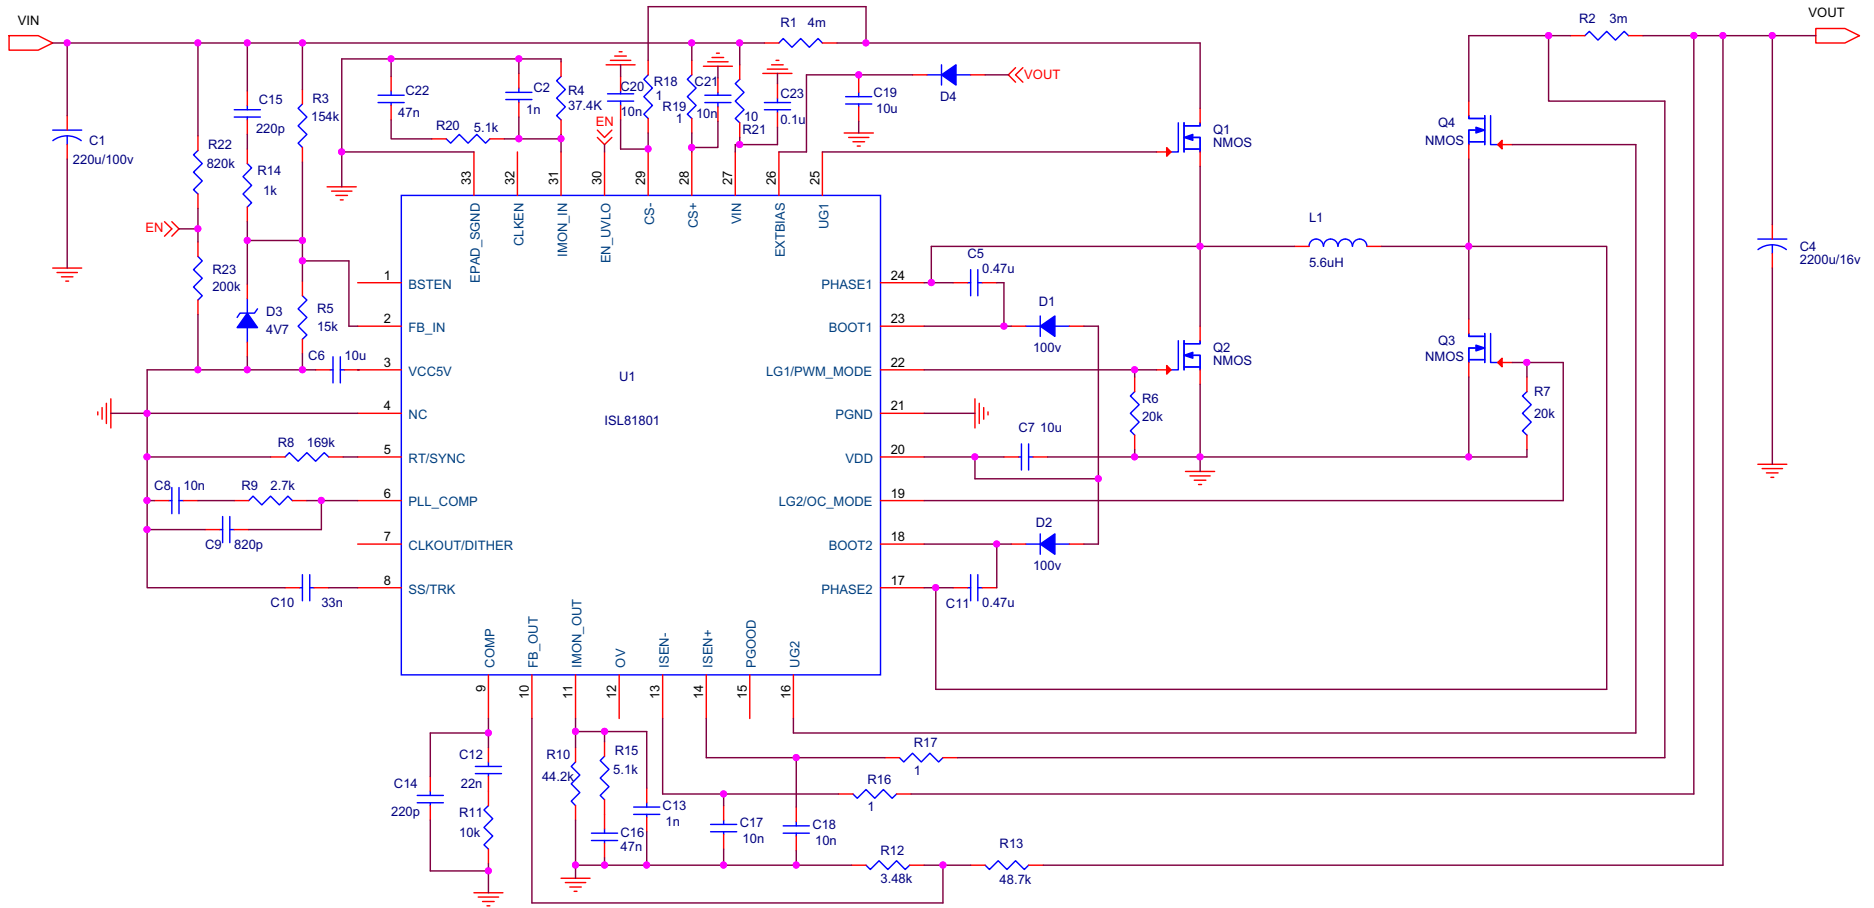 VIN
R1 4m
R2 3m
VOUT
C1
220u/100v
R22
820k
C15
220p
R3
154k
R14
1k
EN
R23
200k
D3
4V7
R5
15k
C6 10u
C22
47n
R20 5.1k
C2
1n
R4
37.4K
EN
C20
10n
R18
1
R19
1
C21
10n
10
R21
C23
0.1u
C19
10u
D4
VOUT
Q1
NMOS
Q4
NMOS
33
32
31
30
29
28
27
26
25
EPAD_SGND
CLKEN
IMON_IN
EN_UVLO
CS-
CS+
VIN
EXTBIAS
UG1
L1
5.6uH
C4
2200u/16v
1
BSTEN
2
FB_IN
3
VCC5V
4
NC
5
RT/SYNC
6
PLL_COMP
7
CLKOUT/DITHER
8
SS/TRK
U1
ISL81801
PHASE1
24
BOOT1
23
LG1/PWM_MODE
22
PGND
21
VDD
20
LG2/OC_MODE
19
BOOT2
18
PHASE2
17
C5
0.47u
D1
100v
Q2
NMOS
Q3
NMOS
R6
20k
R7
20k
C7 10u
D2
100v
C11 0.47u
R8 169k
C8 10n
R9 2.7k
C9 820p
C10 33n
COMP
FB_OUT
IMON_OUT
OV
ISEN-
ISEN+
PGOOD
UG2
9
10
11
12
13
14
15
16
C14
220p
C12
22n
R11
10k
R10
44.2k
R15
5.1k
C16
47n
C13
1n
C17
10n
C18
10n
R17
1
R16
1
R12
3.48k
R13
48.7k